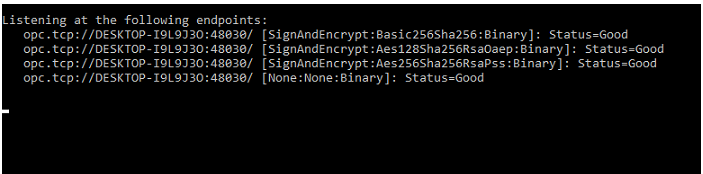 Listening at the following endpoints:
opc.tcp://DESKTOP-I9L9J3O:48030/ [SignAndEncrypt:Basic256Sha256:Binary]: Status=Good
opc.tcp://DESKTOP-I9L9J3O:48030/ [SignAndEncrypt:Aes128Sha256RsaOaep:Binary]: Status=Good
opc.tcp://DESKTOP-I9L9J3O:48030/ [SignAndEncrypt:Aes256Sha256RsaPss:Binary]: Status=Good
opc.tcp://DESKTOP-I9L9J3O:48030/ [None:None:Binary]: Status=Good